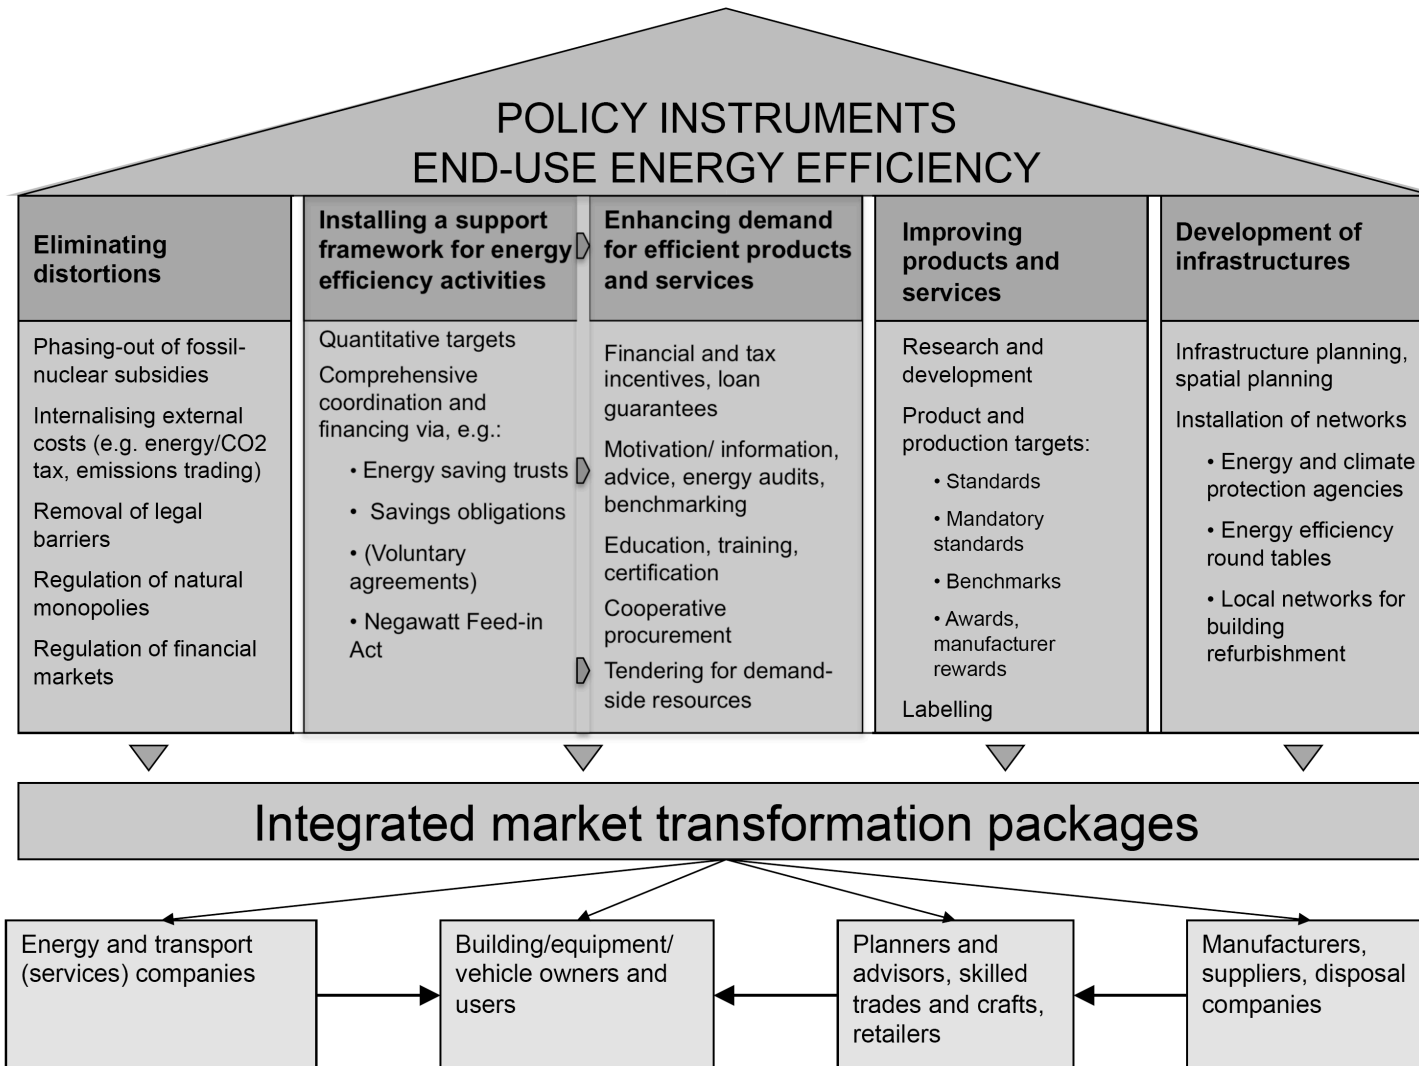 POLICY INSTRUMENTS
END-USE ENERGY EFFICIENCY
Eliminating
distortions
Phasing-out of fossil-
nuclear subsidies
Internalising external
costs (e.g. energy/CO2
tax, emissions trading)
Removal of legal
barriers
Regulation of natural
monopolies
Regulation of financial
markets
Installing a support
framework for energy
efficiency activities
Quantitative targets
Comprehensive
coordination and
financing via, e.g.:
• Energy saving trusts
• Savings obligations
• (Voluntary
agreements)
• Negawatt Feed-in
Act
Enhancing demand
for efficient products
and services
Financial and tax
incentives, loan
guarantees
Motivation/ information,
advice, energy audits,
benchmarking
Education, training,
certification
Cooperative
procurement
Tendering for demand-
side resources
Improving
products and
services
Research and
development
Product and
production targets:
• Standards
• Mandatory
standards
• Benchmarks
• Awards,
manufacturer
rewards
Labelling
Development of
infrastructures
Infrastructure planning,
spatial planning
Installation of networks
• Energy and climate
protection agencies
• Energy efficiency
round tables
• Local networks for
building
refurbishment
Integrated market transformation packages
Energy and transport
(services) companies
Building/equipment/
vehicle owners and
users
Planners and
advisors, skilled
trades and crafts,
retailers
Manufacturers,
suppliers, disposal
companies